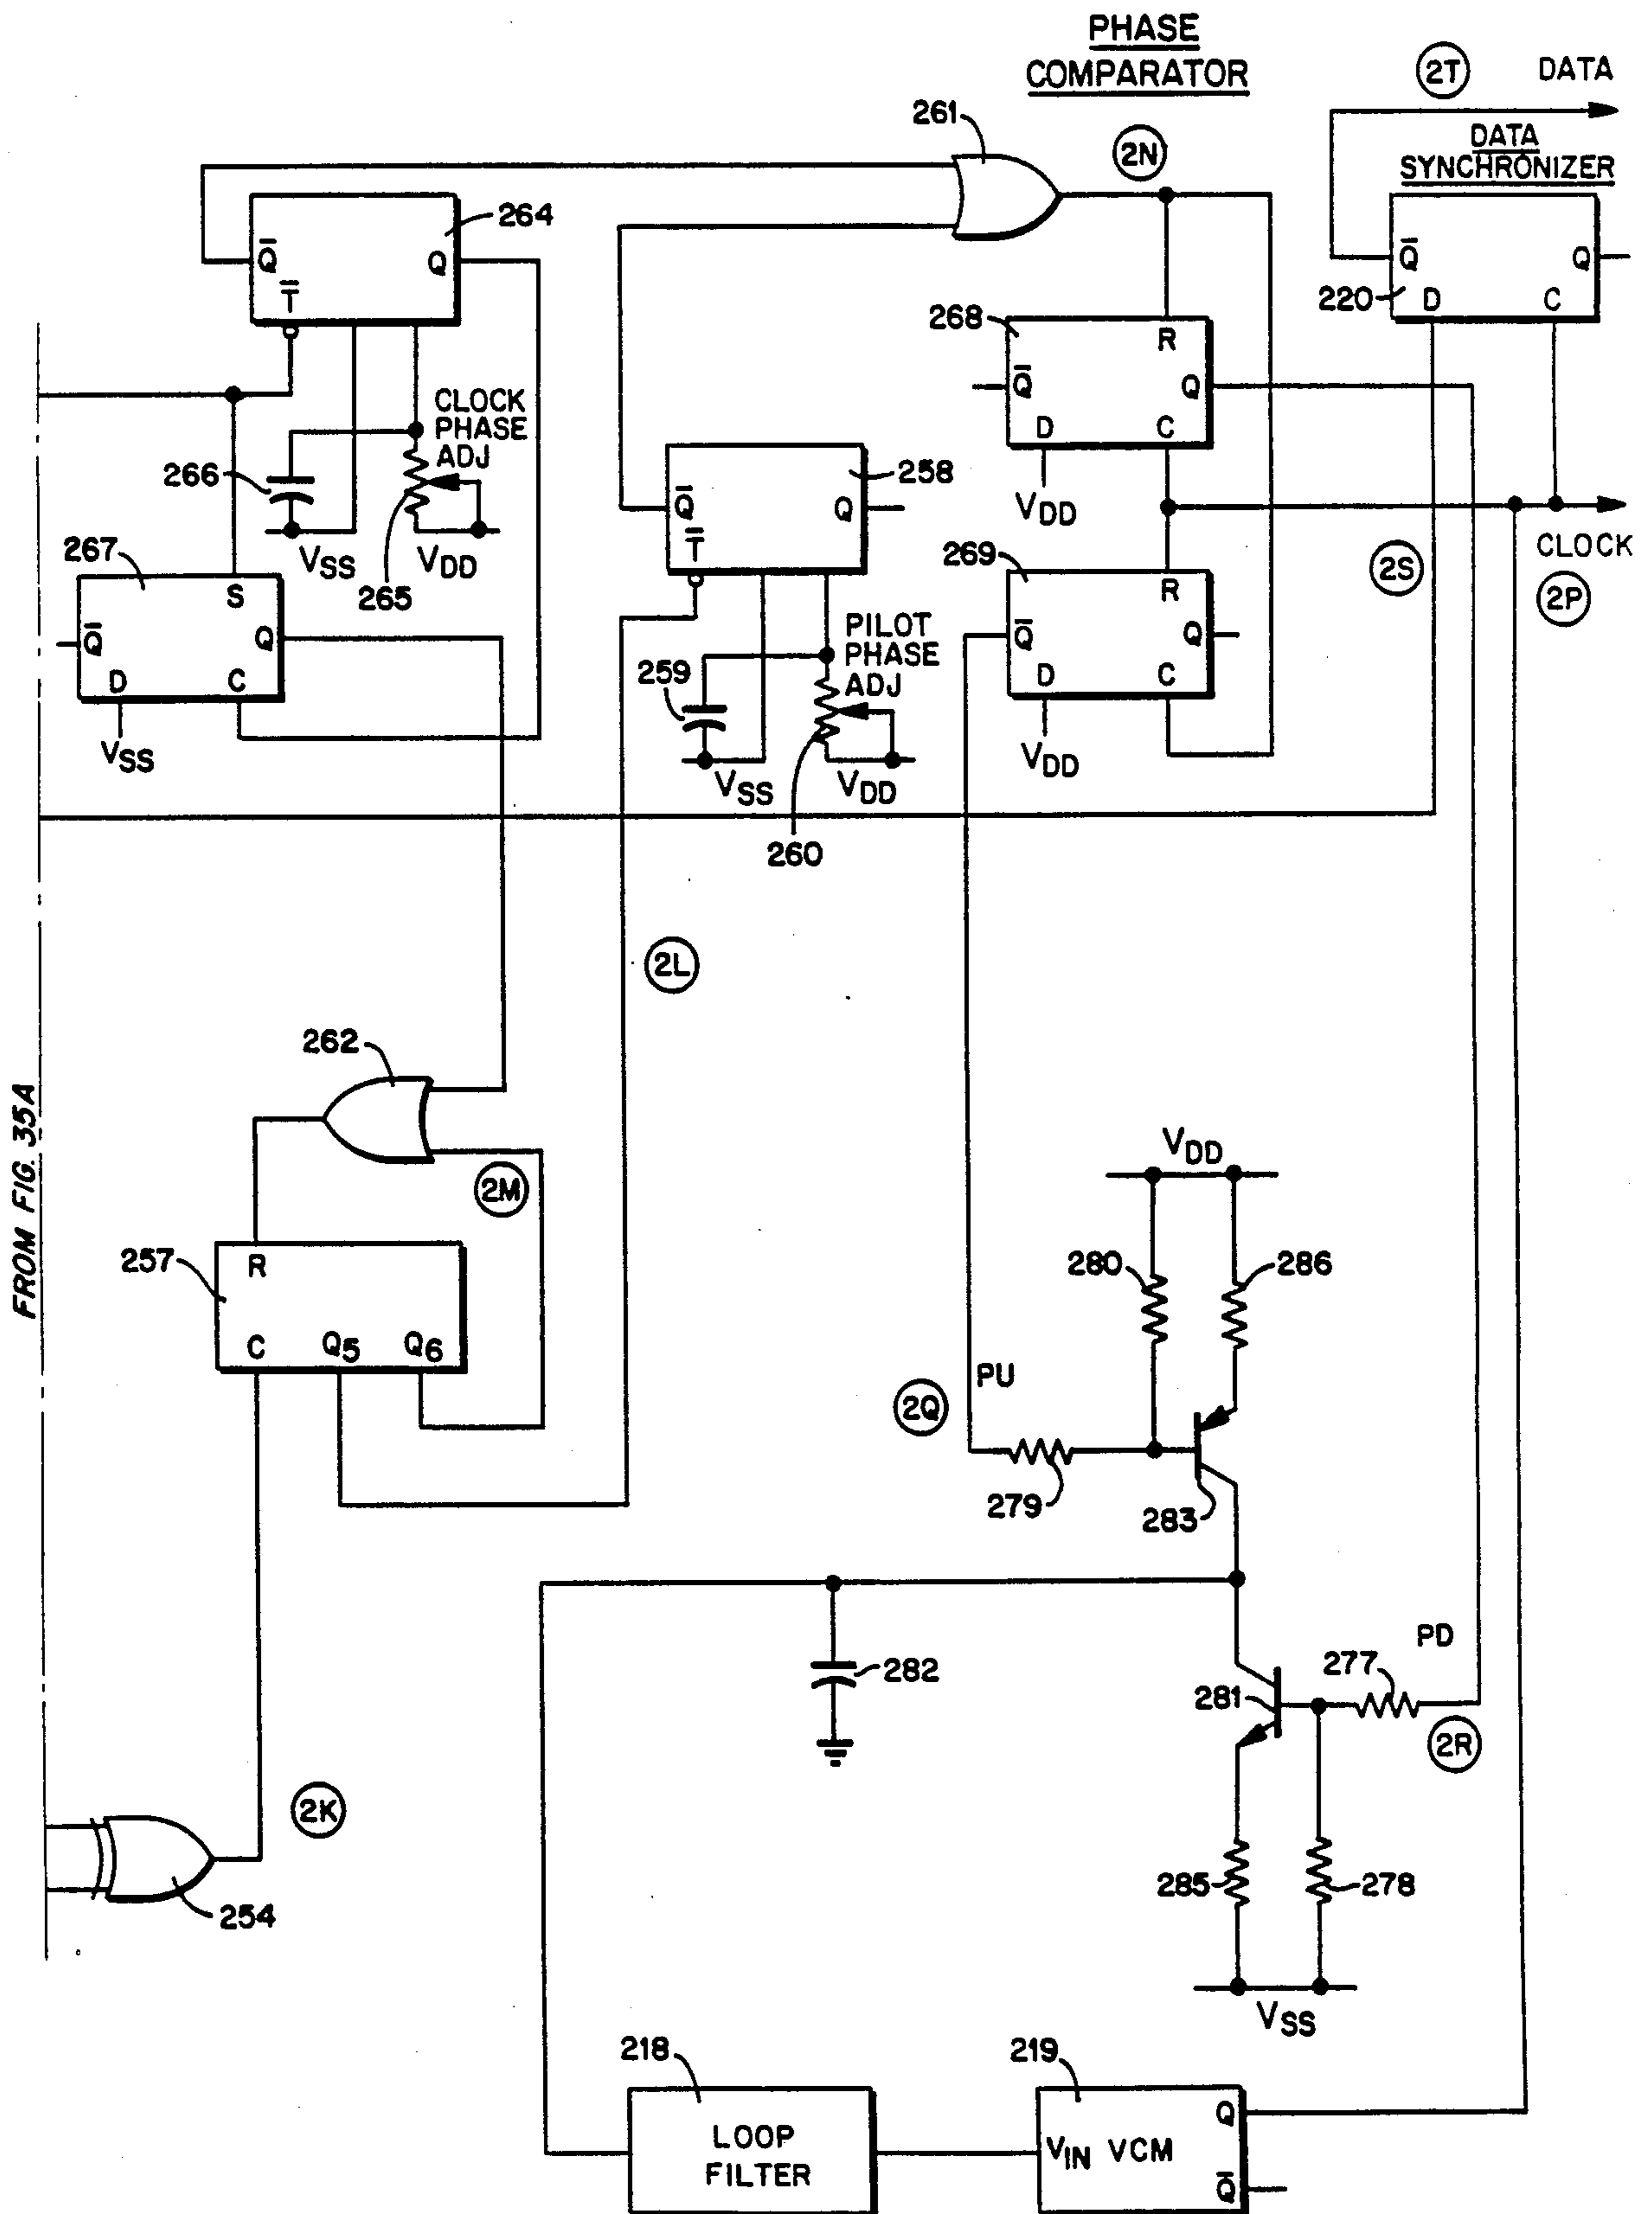 PHASE
COMPARATOR
2T DATA
261
2N
DATA
SYNCHRONIZER
264
Q̅ Q
T̅
Q̅ Q
220 D C
268
R
Q̅ Q
D C
VDD
CLOCK
PHASE
ADJ
266
VSS VDD
265
258
Q̅ Q
T̅
CLOCK
2S
2P
267
S
Q̅ Q
D C
VSS
269
R
Q̅ Q
D C
VDD
PILOT
PHASE
ADJ
259
VSS VDD
260
2L
262
2M
FROM FIG. 35A
257
R
C Q5 Q6
VDD
280 286
PU
2Q
279 283
282
PD
277
281
2R
2K
254
285 278
VSS
218 219
LOOP
FILTER
VIN VCM
Q
Q̅